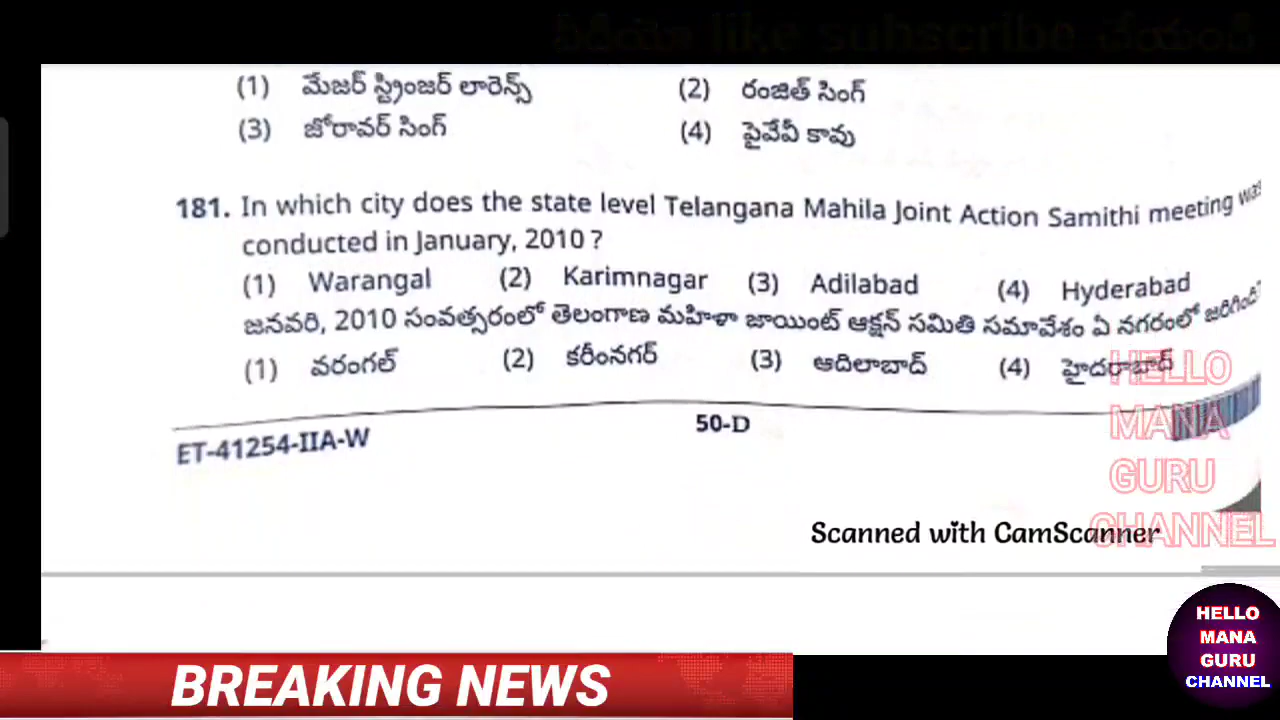 వీడియో like subscribe చేయండి
(1) మేజర్ స్ట్రింజర్ లారెన్స్ (2) రంజిత్ సింగ్
(3) జోరావర్ సింగ్ (4) పైవేవీ కావు
181. In which city does the state level Telangana Mahila Joint Action Samithi meeting was
conducted in January, 2010 ?
(1) Warangal (2) Karimnagar (3) Adilabad (4) Hyderabad
జనవరి, 2010 సంవత్సరంలో తెలంగాణ మహిళా జాయింట్ ఆక్షన్ సమితి సమావేశం ఏ నగరంలో జరిగింది?
(1) వరంగల్ (2) కరీంనగర్ (3) ఆదిలాబాద్ (4) హైదరాబాద్
ET-41254-IIA-W 50-D
HELLO
MANA
GURU
CHANNEL
Scanned with CamScanner
BREAKING NEWS
HELLO
MANA
GURU
CHANNEL